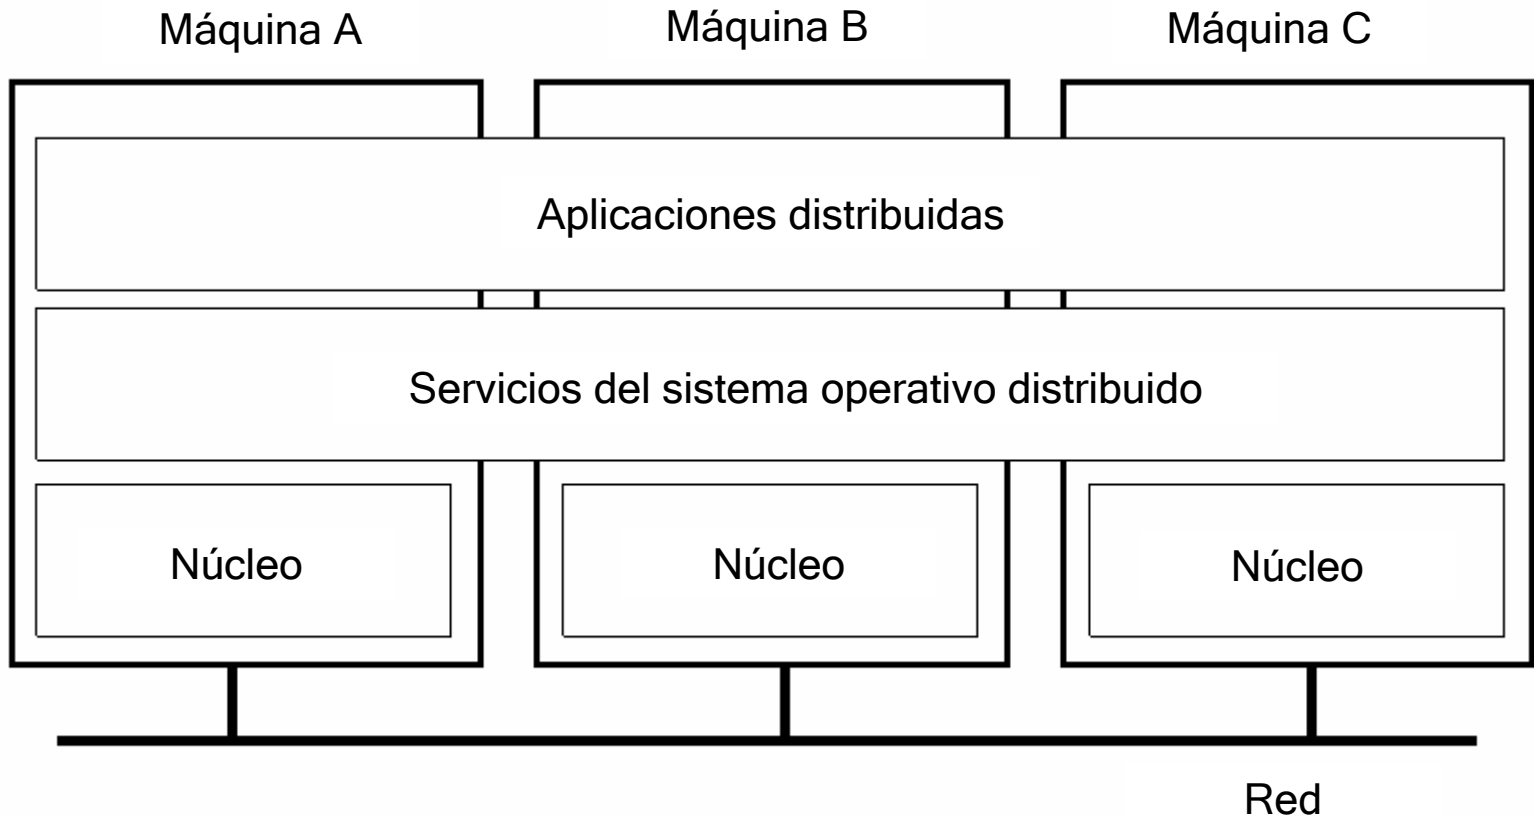 Máquina A
Máquina B
Máquina C
Aplicaciones distribuidas
Servicios del sistema operativo distribuido
Núcleo
Núcleo
Núcleo
Red